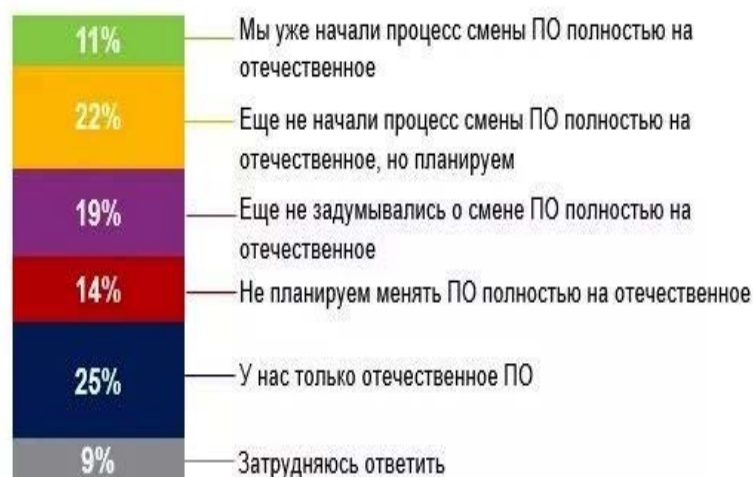 11%
Мы уже начали процесс смены ПО полностью на
отечественное
22%
Еще не начали процесс смены ПО полностью на
отечественное, но планируем
19%
Еще не задумывались о смене ПО полностью на
отечественное
14%
Не планируем менять ПО полностью на отечественное
25%
У нас только отечественное ПО
9%
Затрудняюсь ответить